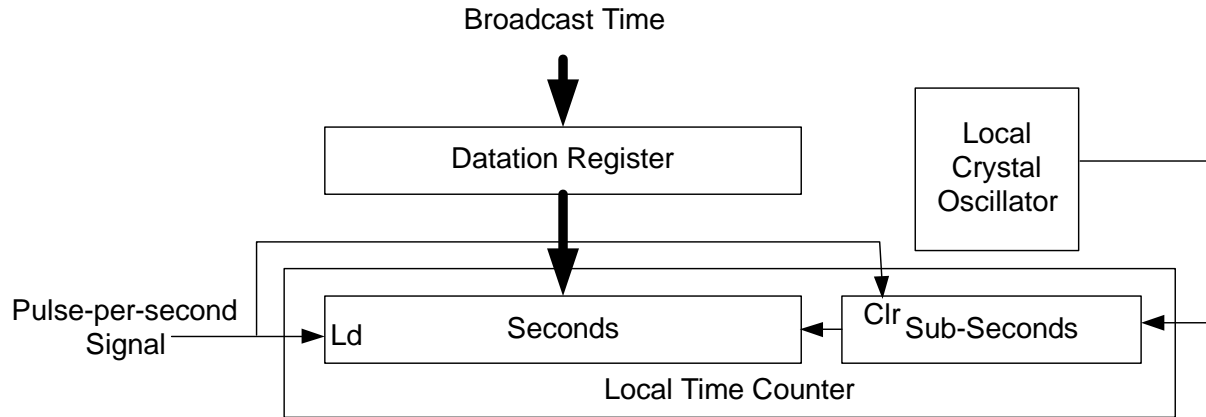 Broadcast Time
Datation Register
Local
Crystal
Oscillator
Pulse-per-second
Signal
Ld
Seconds
Clr
Sub-Seconds
Local Time Counter